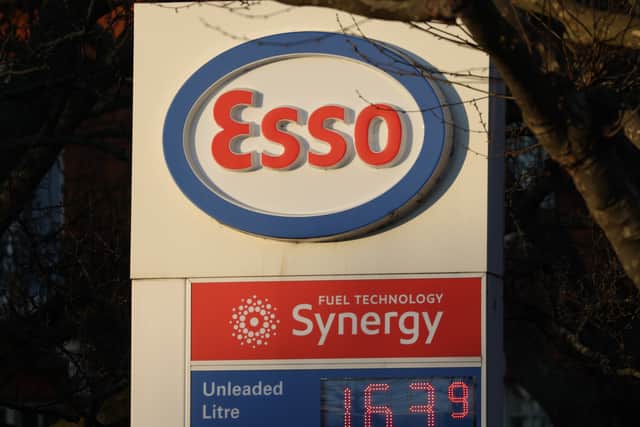 Esso
FUEL TECHNOLOGY
Synergy
Unleaded
Litre
163.9